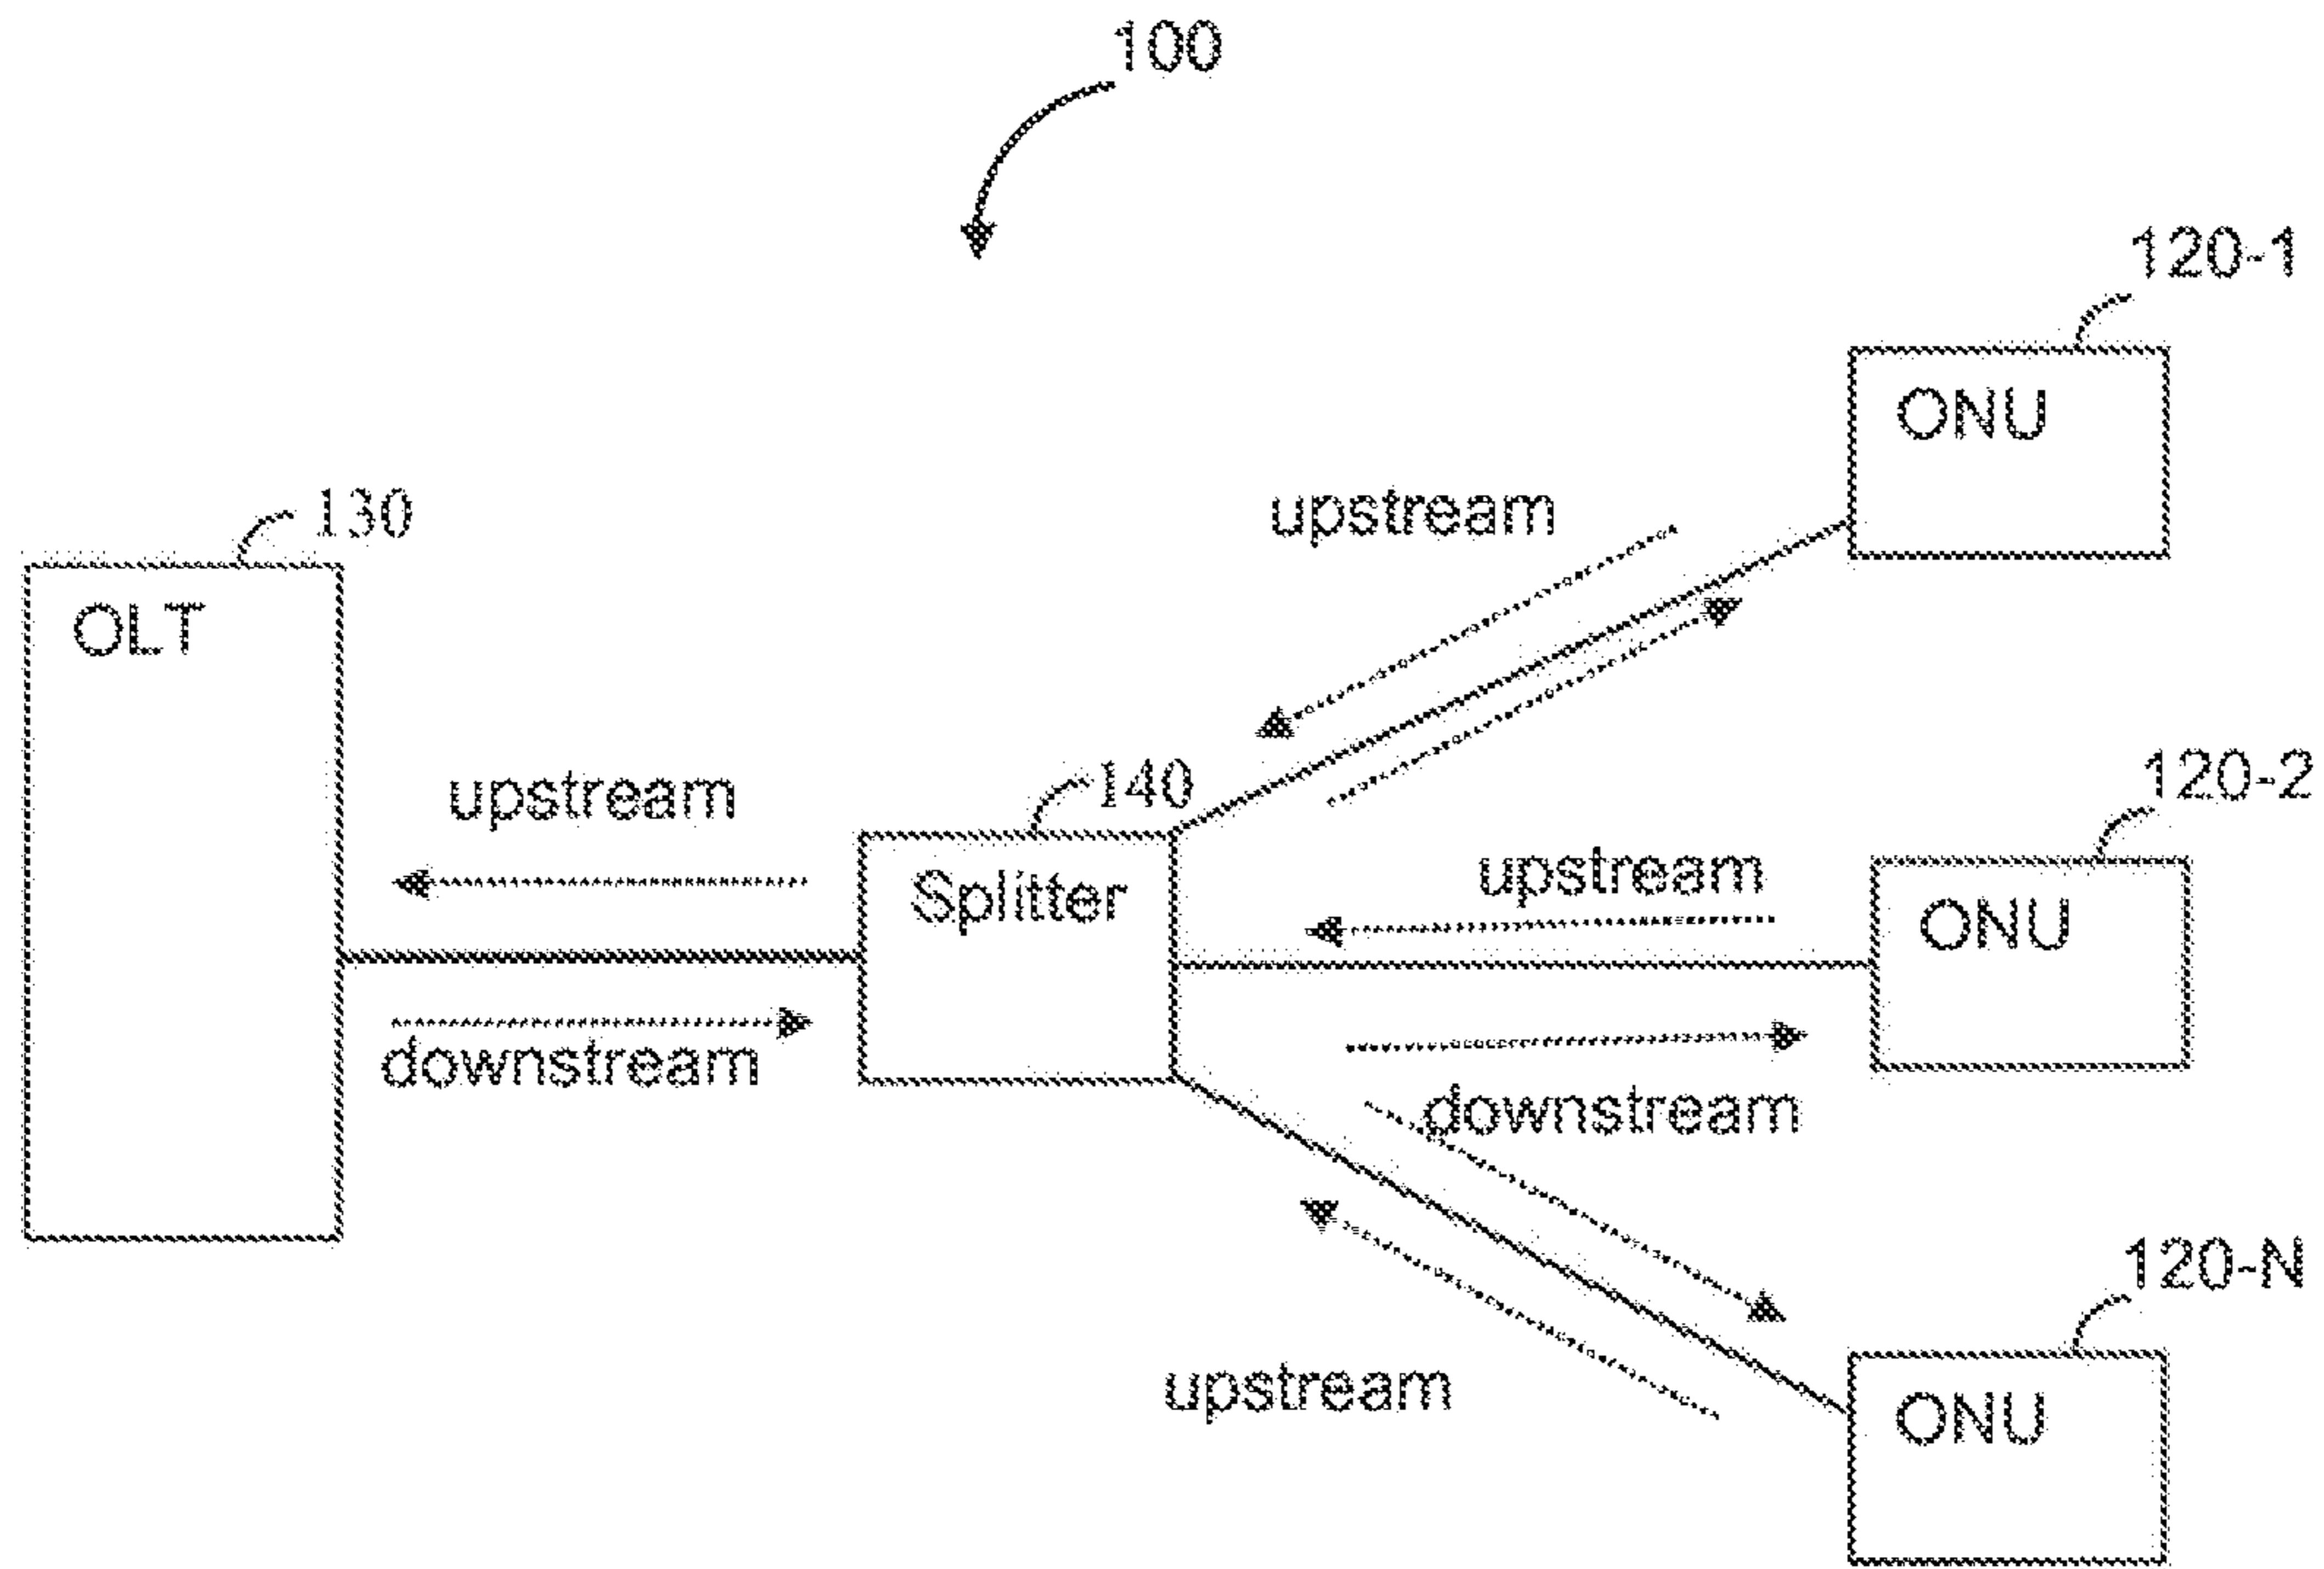 100
120-1
ONU
upstream
130
OLT
120-2
140
upstream
upstream
Splitter
ONU
downstream
downstream
120-N
upstream
ONU